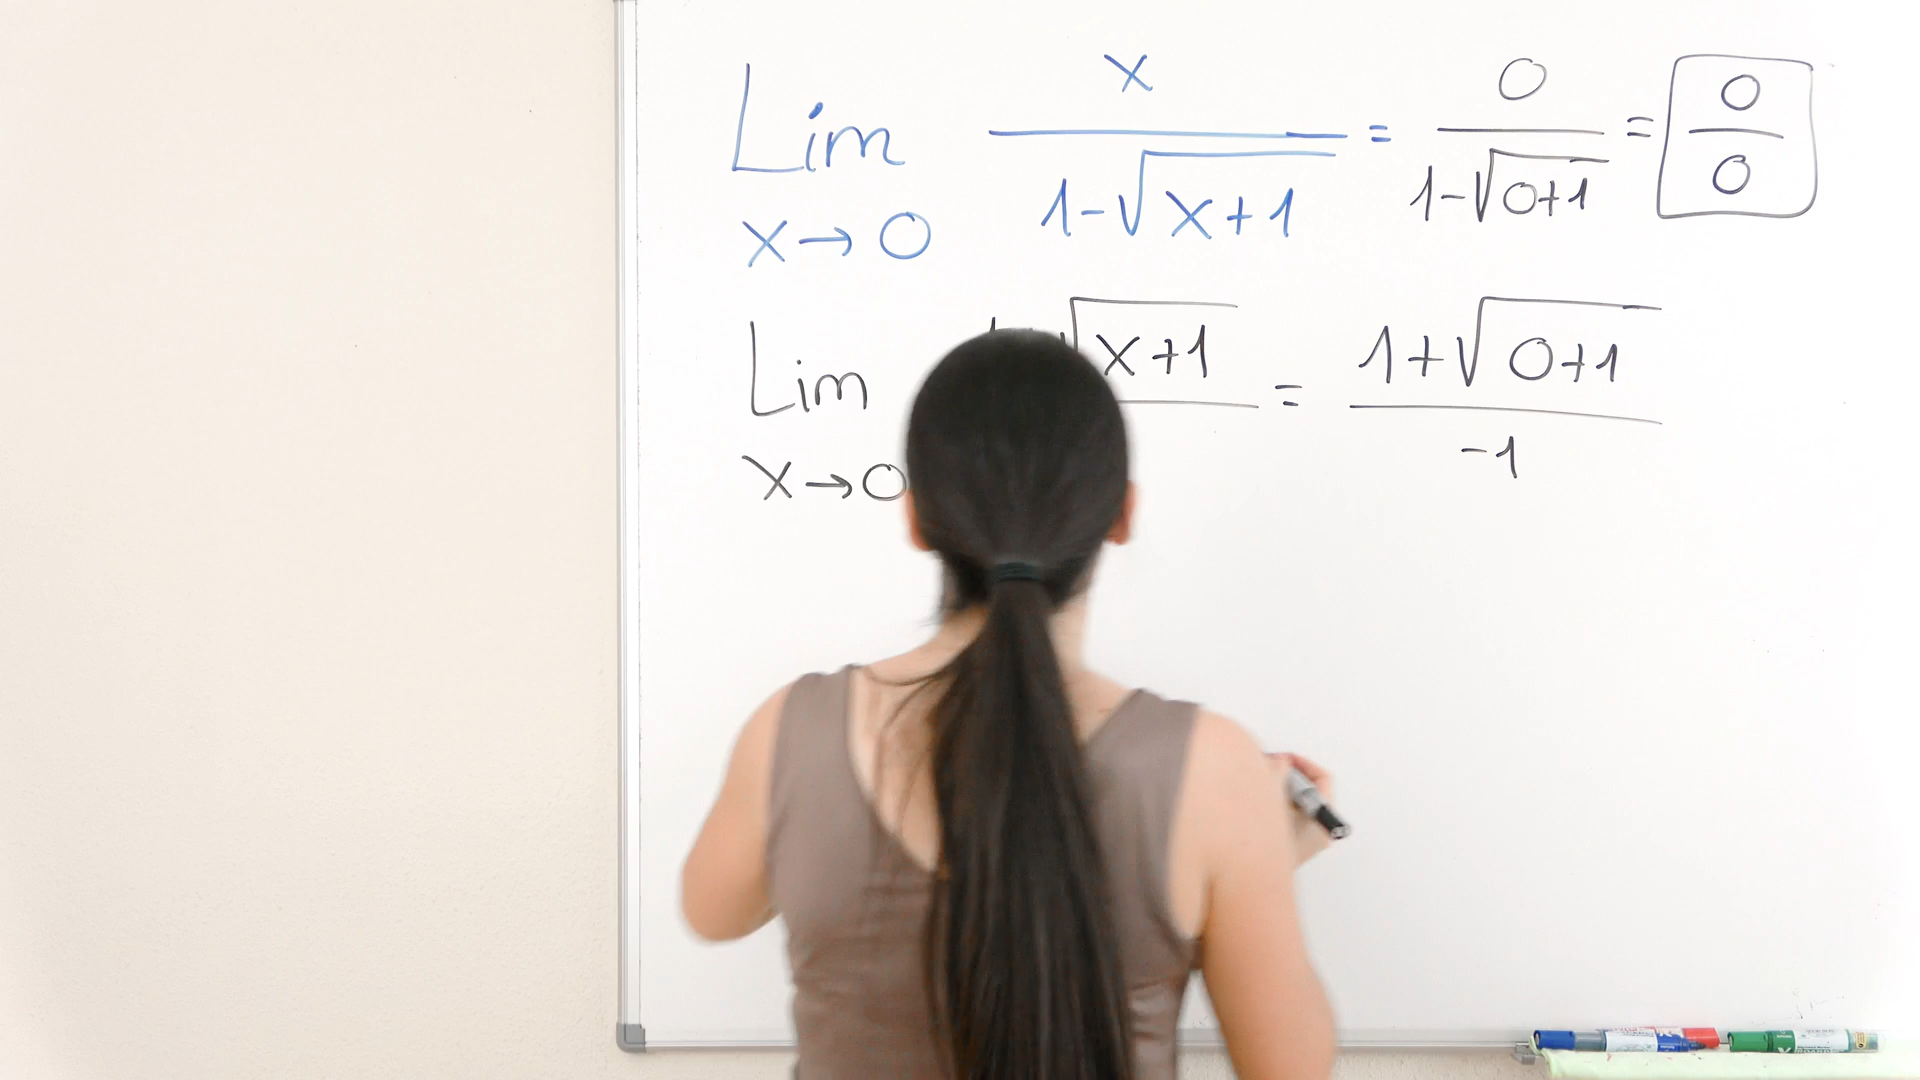 Lim x→0 x / 1-√x+1 = 0 / 1-√0+1 = 0 / 0
Lim x→0 √x+1 = 1+√0+1 / -1